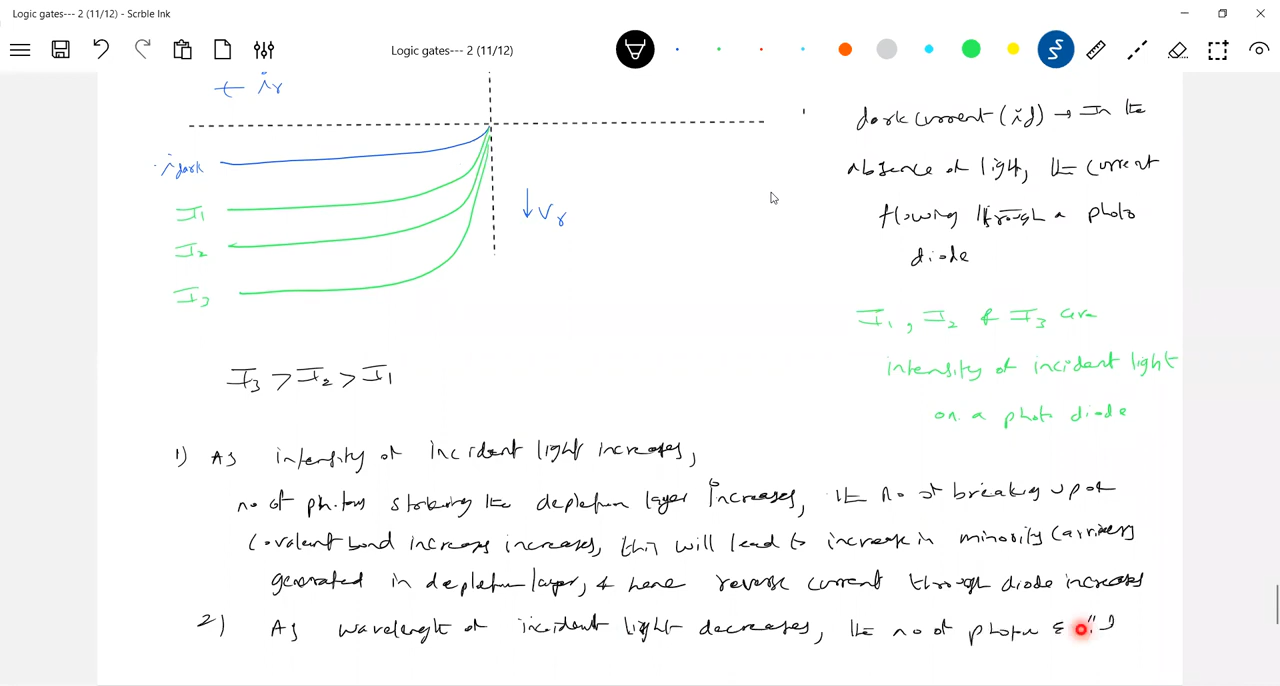 Logic gates--- 2 (11/12) - Scrble Ink
Logic gates--- 2 (11/12)
← ir
idark
I1
I2
I3
↓ Vr
dark current (id) → In the
absence of light, the current
flowing through a photo
diode
I1, I2 & I3 are
intensity of incident light
on a photo diode
I3 > I2 > I1
1) As intensity of incident light increases,
no of photons striking the depletion layer increases, the no of breaking up of
covalent bond increase increases, this will lead to increase in minority carriers
generated in depletion layer, & hence reverse current through diode increases
2) As wavelength of incident light decreases, the no of photon